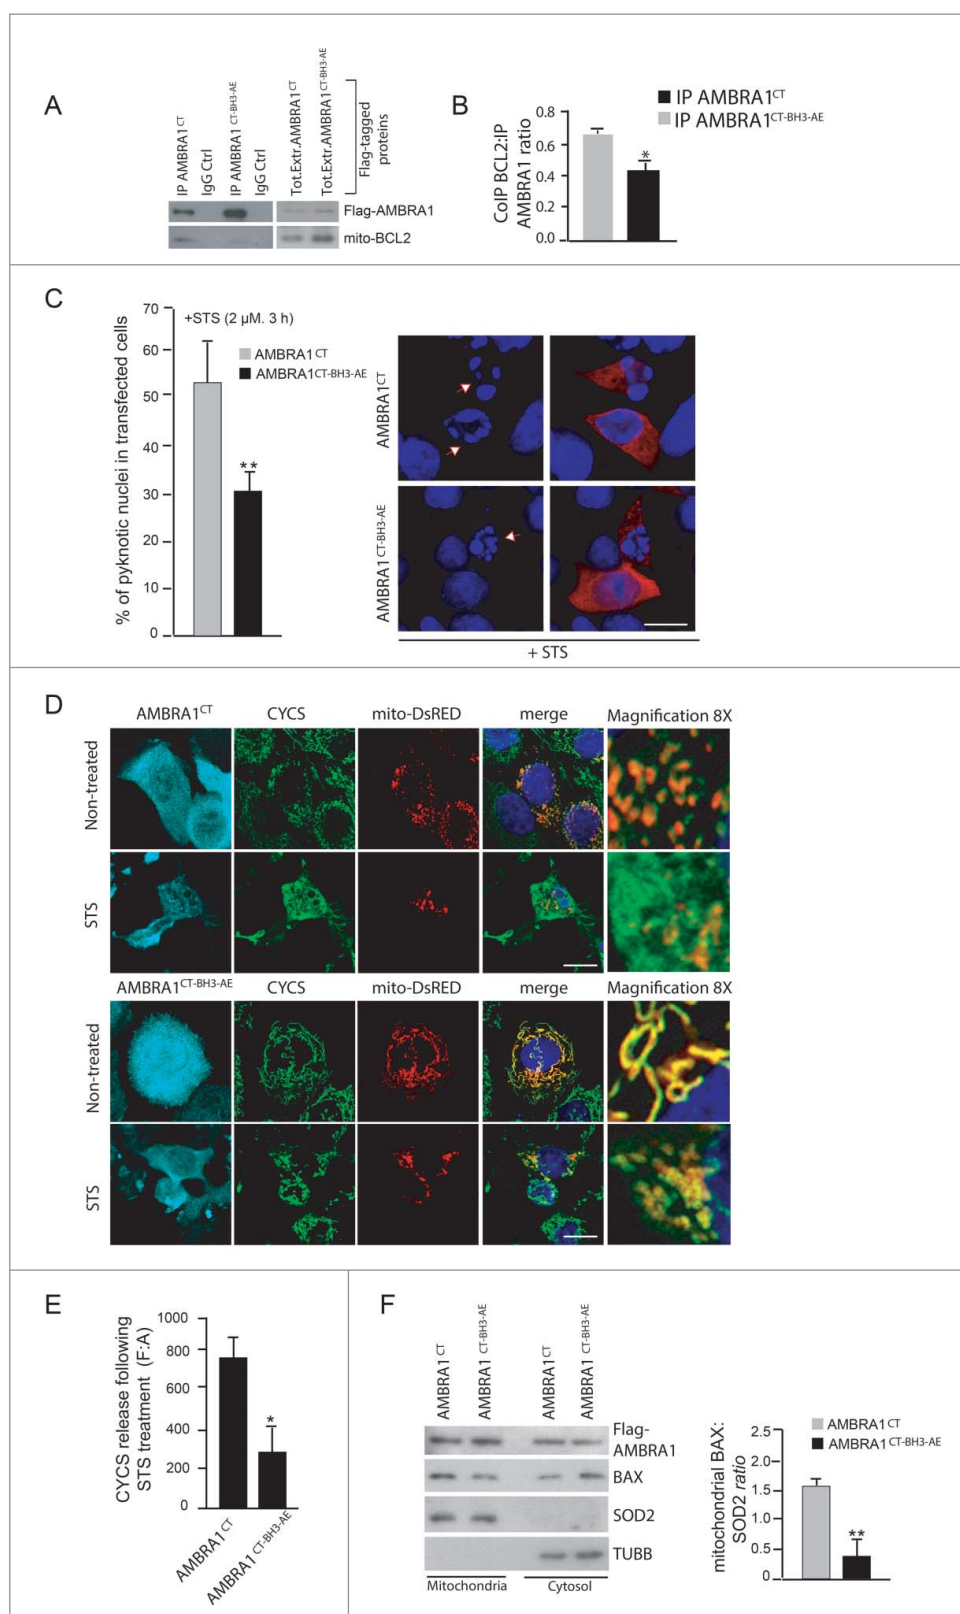 A
IP AMBRA1CT
IgG Ctrl
IP AMBRA1 CT-BH3-AE
IgG Ctrl
Tot.Extr.AMBRA1CT
Tot.Extr.AMBRA1CT-BH3-AE
Flag-tagged
proteins
Flag-AMBRA1
mito-BCL2
B
IP AMBRA1CT
IP AMBRA1CT-BH3-AE
CoIP BCL2:IP
AMBRA1 ratio
0.8
0.6
0.4
0.2
0.0
*
C
% of pyknotic nuclei in transfected cells
70
60
50
40
30
20
10
0
+STS (2 μM. 3 h)
AMBRA1CT
AMBRA1CT-BH3-AE
**
AMBRA1CT
AMBRA1CT-BH3-AE
+ STS
D
AMBRA1CT
CYCS
mito-DsRED
merge
Magnification 8X
Non-treated
STS
AMBRA1CT-BH3-AE
CYCS
mito-DsRED
merge
Magnification 8X
Non-treated
STS
E
CYCS release following
STS treatment (F:A)
1000
800
600
400
200
0
*
AMBRA1CT
AMBRA1CT-BH3-AE
F
AMBRA1CT
AMBRA1CT-BH3-AE
AMBRA1CT
AMBRA1CT-BH3-AE
Flag-
AMBRA1
BAX
SOD2
TUBB
Mitochondria
Cytosol
mitochondrial BAX:
SOD2 ratio
2.5
2.0
1.5
1.0
0.5
0
AMBRA1CT
AMBRA1CT-BH3-AE
**